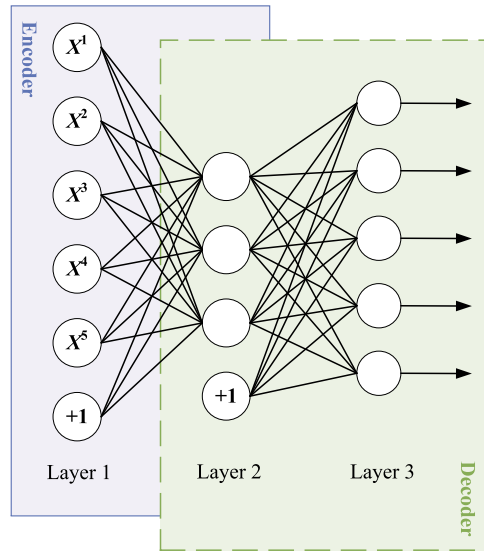 Encoder
X¹
X²
X³
X⁴
X⁵
+1
+1
Layer 1
Layer 2
Layer 3
Decoder